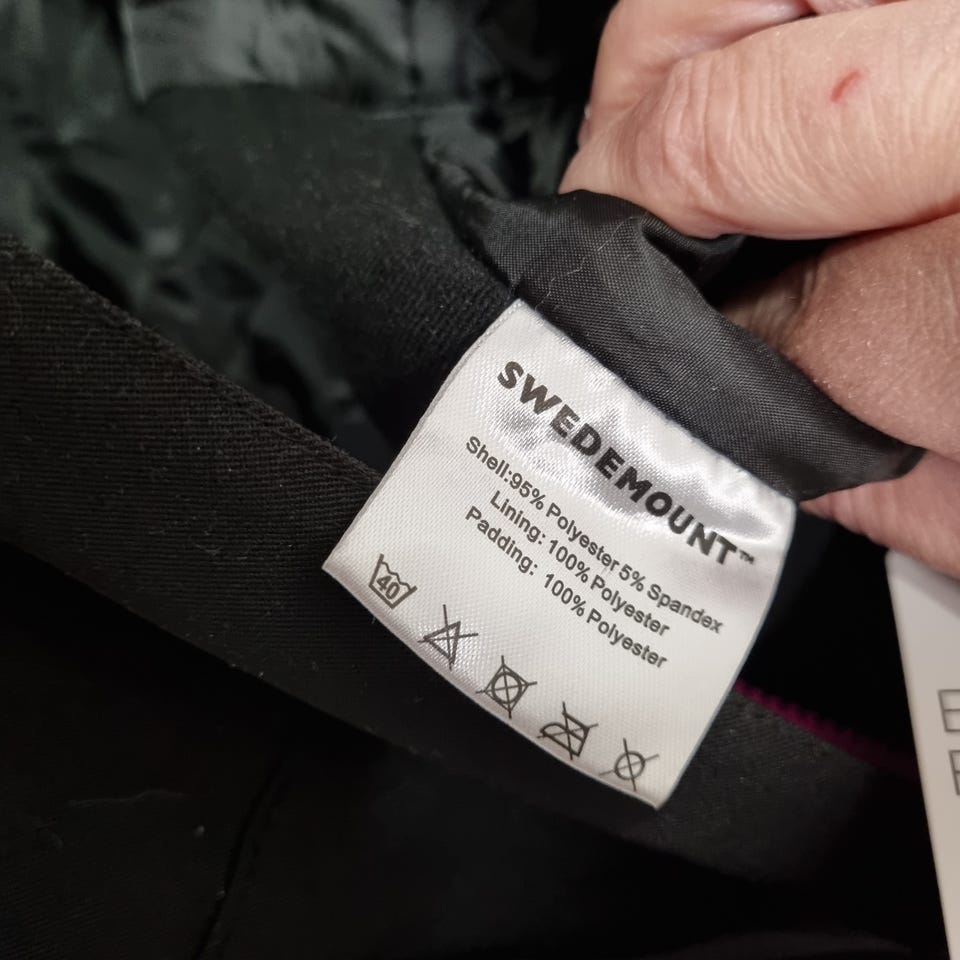 SWEDEMOUNT™
Shell:95% Polyester 5% Spandex
Lining: 100% Polyester
Padding: 100% Polyester
40